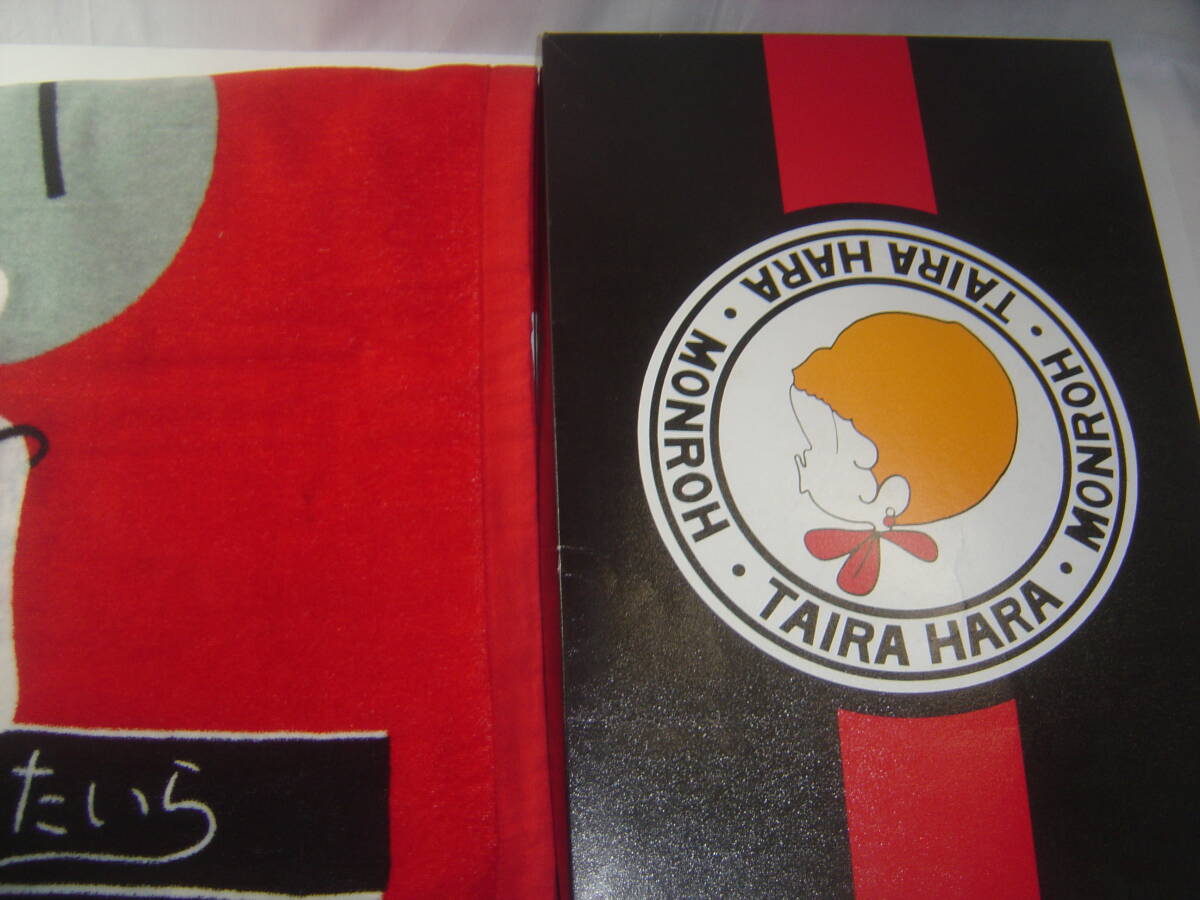 たいら
TAIRA HARA · MONROH · TAIRA HARA · MONROH ·